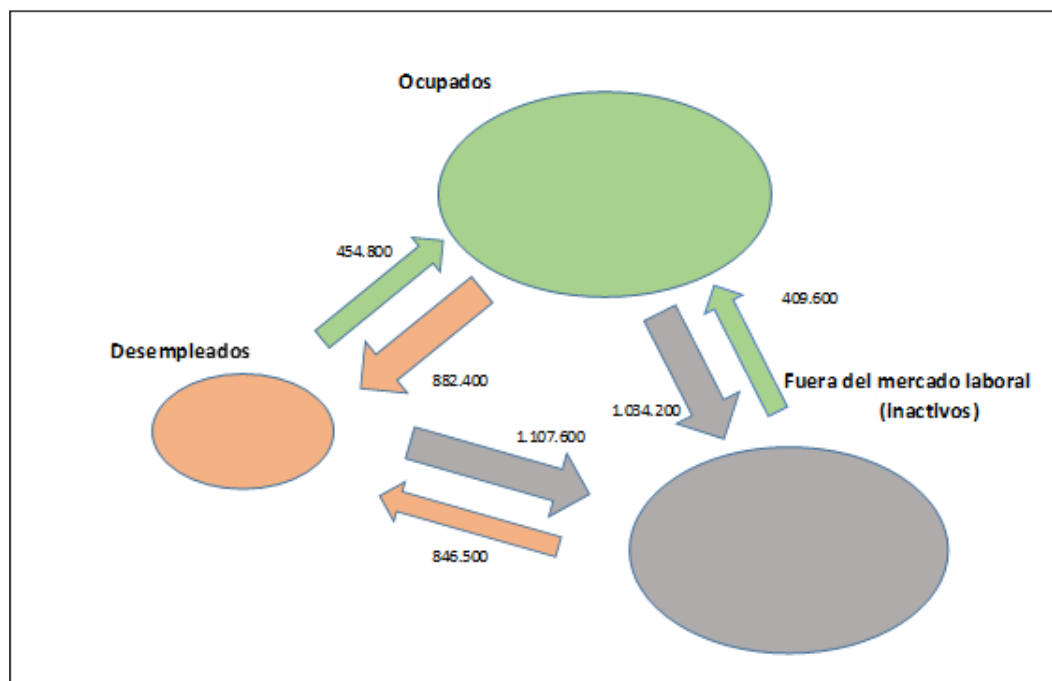 Ocupados
454.800
409.600
Desempleados
882.400
Fuera del mercado laboral
(inactivos)
1.034.200
1.107.600
846.500